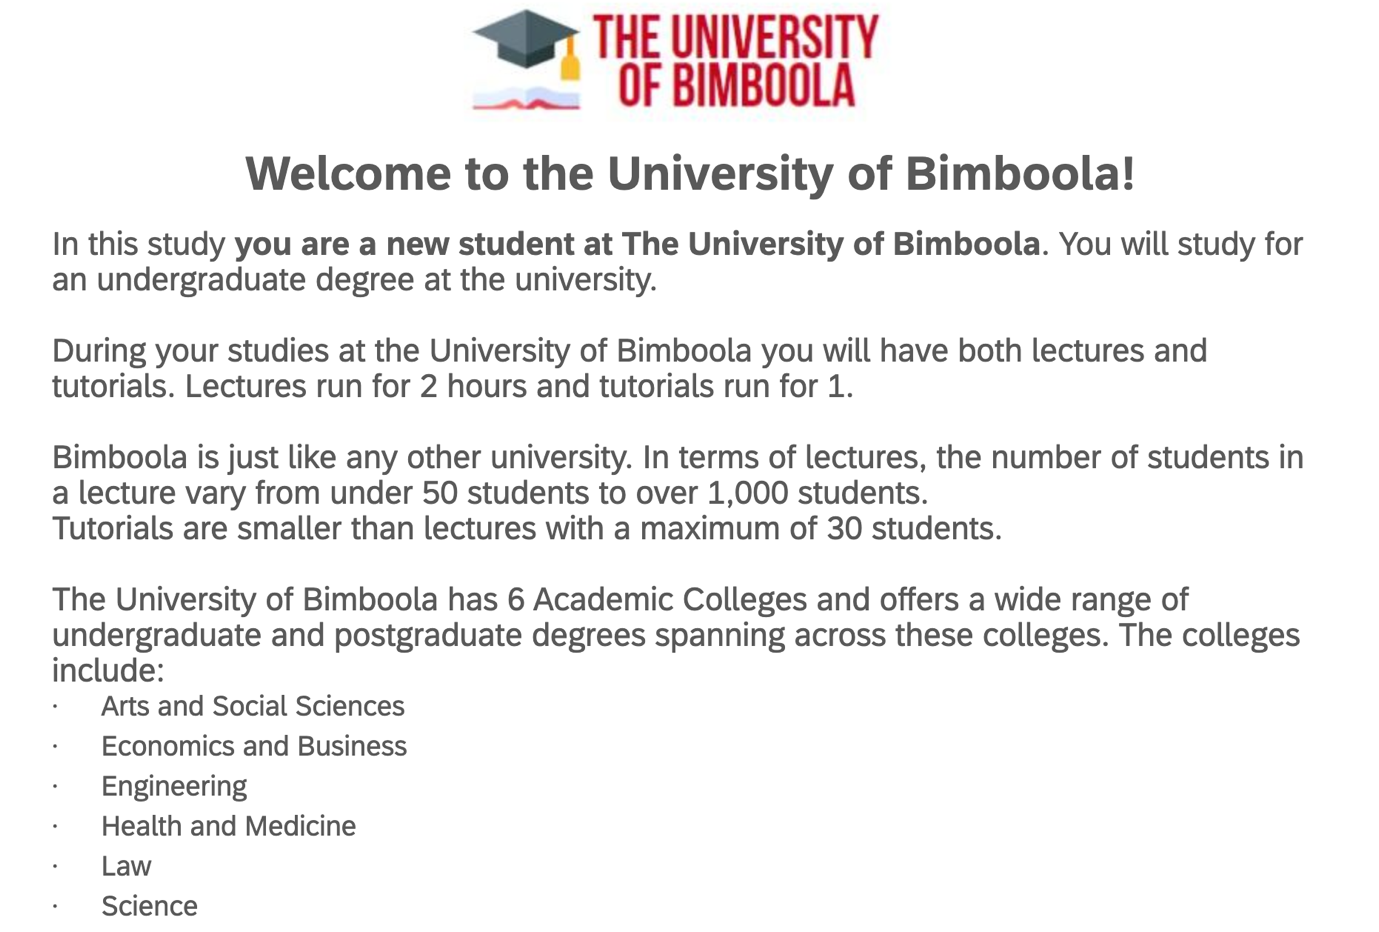 THE UNIVERSITY
OF BIMBOOLA
Welcome to the University of Bimboola!
In this study you are a new student at The University of Bimboola. You will study for
an undergraduate degree at the university.
During your studies at the University of Bimboola you will have both lectures and
tutorials. Lectures run for 2 hours and tutorials run for 1.
Bimboola is just like any other university. In terms of lectures, the number of students in
a lecture vary from under 50 students to over 1,000 students.
Tutorials are smaller than lectures with a maximum of 30 students.
The University of Bimboola has 6 Academic Colleges and offers a wide range of
undergraduate and postgraduate degrees spanning across these colleges. The colleges
include:
· Arts and Social Sciences
· Economics and Business
· Engineering
· Health and Medicine
· Law
· Science